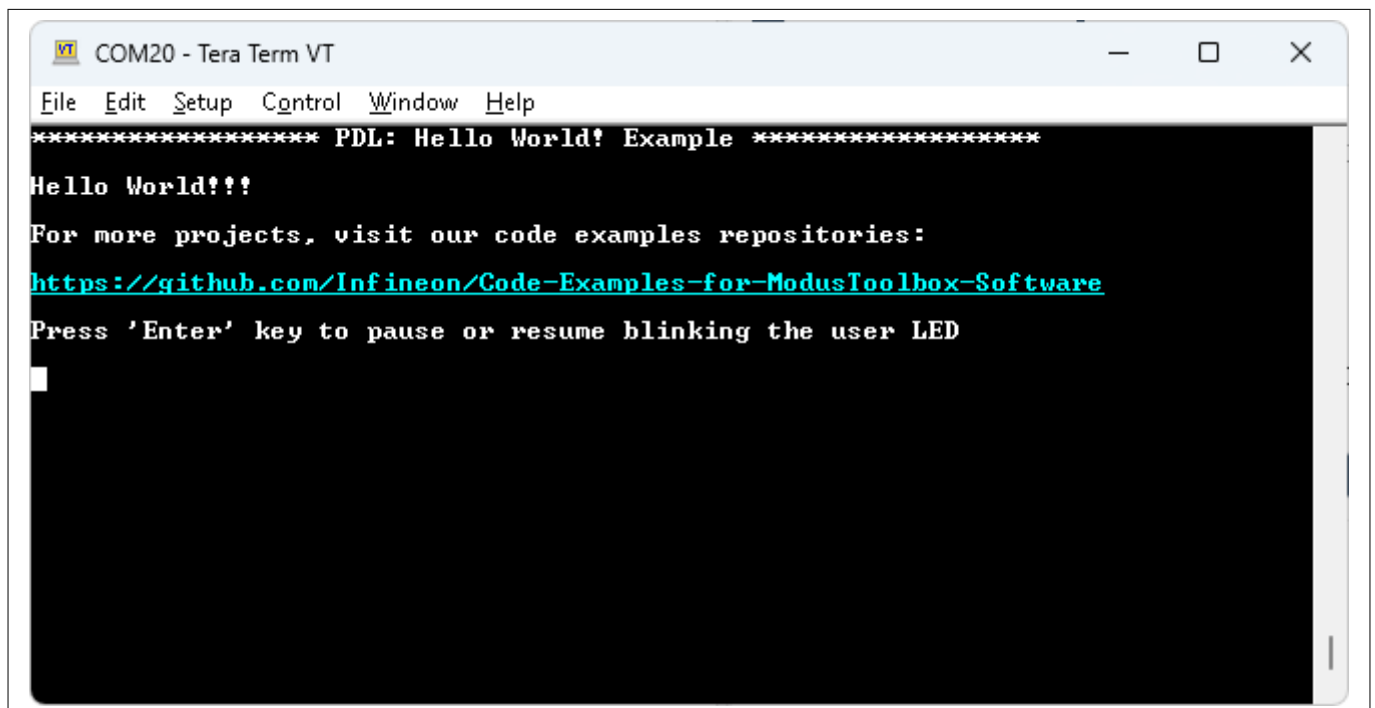 COM20 - Tera Term VT
File Edit Setup Control Window Help
****************** PDL: Hello World! Example ******************
Hello World!!!
For more projects, visit our code examples repositories:
https://github.com/Infineon/Code-Examples-for-ModusToolbox-Software
Press 'Enter' key to pause or resume blinking the user LED